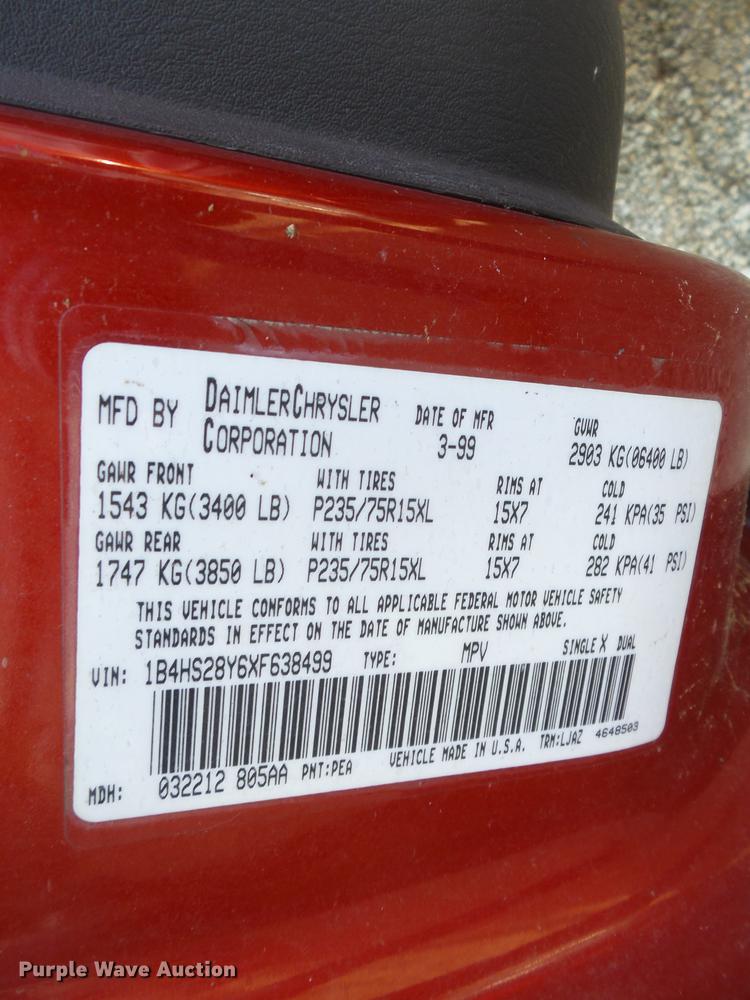 MFD BY DAIMLERCHRYSLER CORPORATION DATE OF MFR 3-99 GVWR 2903 KG(06400 LB)
GAWR FRONT WITH TIRES RIMS AT COLD
1543 KG(3400 LB) P235/75R15XL 15X7 241 KPA(35 PSI)
GAWR REAR WITH TIRES RIMS AT COLD
1747 KG(3850 LB) P235/75R15XL 15X7 282 KPA(41 PSI)
THIS VEHICLE CONFORMS TO ALL APPLICABLE FEDERAL MOTOR VEHICLE SAFETY
STANDARDS IN EFFECT ON THE DATE OF MANUFACTURE SHOWN ABOVE.
VIN: 1B4HS28Y6XF638499 TYPE: MPV SINGLE X DUAL
MDH: 032212 805AA PNT:PEA VEHICLE MADE IN U.S.A. TRM:LJAZ 4648503
Purple Wave Auction